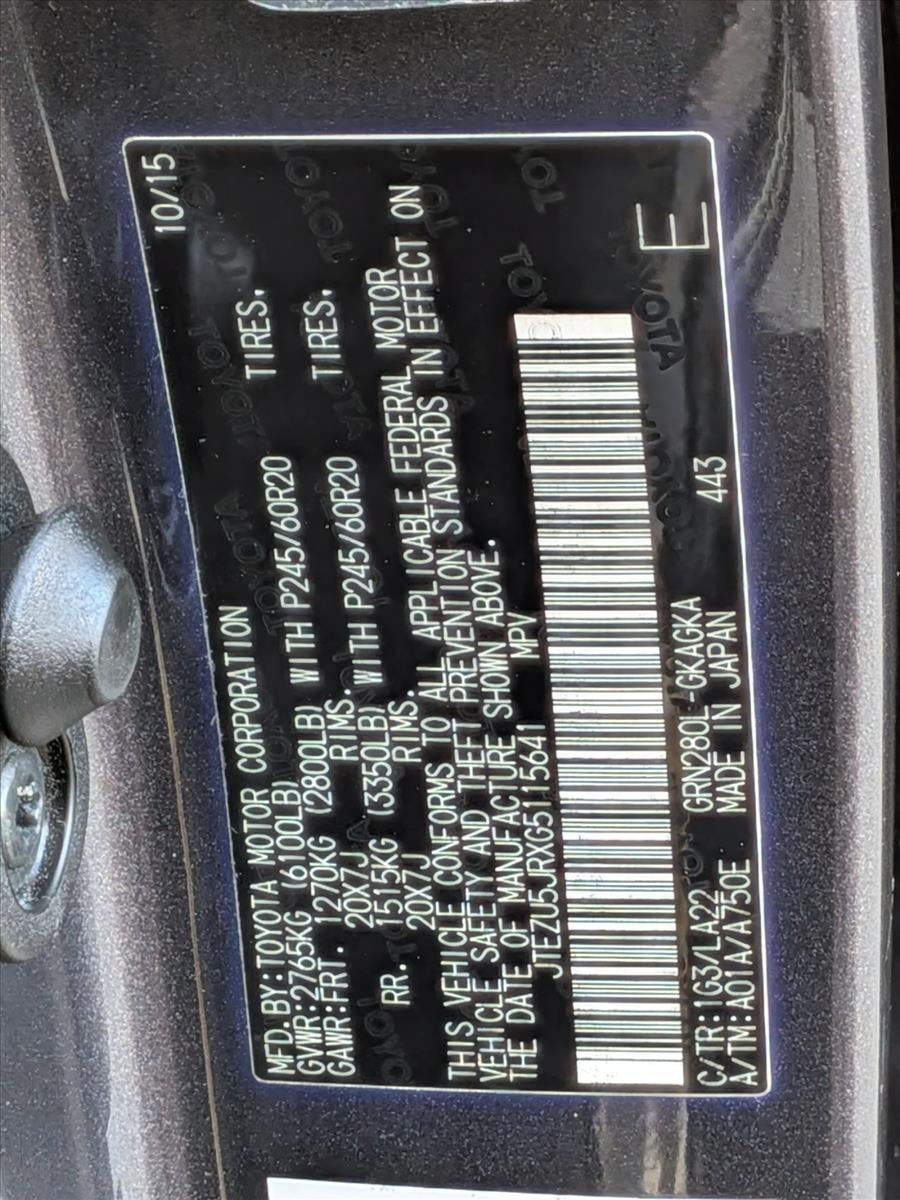 MFD.BY:TOYOTA MOTOR CORPORATION 10/15
GVWR:2765KG (6100LB)
GAWR:FRT. 1270KG (2800LB) WITH P245/60R20 TIRES,
20X7J RIMS.
RR. 1515KG (3350LB) WITH P245/60R20 TIRES,
20X7J RIMS.
THIS VEHICLE CONFORMS TO ALL APPLICABLE FEDERAL MOTOR
VEHICLE SAFETY AND THEFT PREVENTION STANDARDS IN EFFECT ON
THE DATE OF MANUFACTURE SHOWN ABOVE.
JTEZU5JRXG5115641 MPV
E
C/TR:1G3/LA22 GRN280L-GKAGKA
A/TM:A01A/A750E MADE IN JAPAN 443